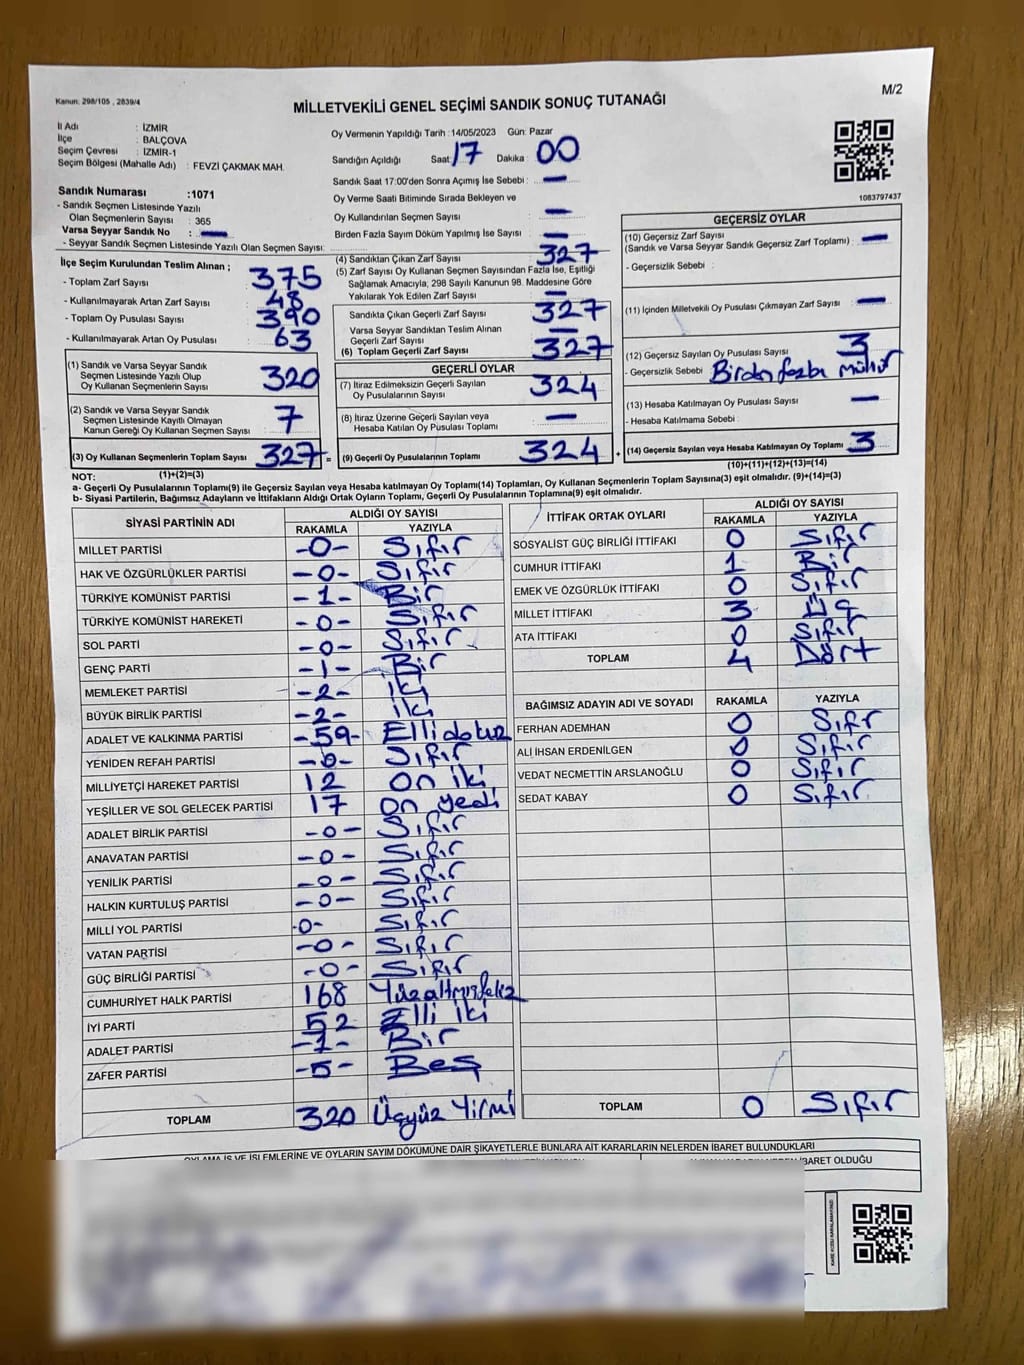 Kanun: 298/105 , 2839/4
M/2
MİLLETVEKİLİ GENEL SEÇİMİ SANDIK SONUÇ TUTANAĞI
İl Adı : İZMİR
İlçe : BALÇOVA
Seçim Çevresi : İZMİR-1
Seçim Bölgesi (Mahalle Adı) : FEVZİ ÇAKMAK MAH.
Sandık Numarası :1071
- Sandık Seçmen Listesinde Yazılı
Olan Seçmenlerin Sayısı : 365
Varsa Seyyar Sandık No : —
- Seyyar Sandık Seçmen Listesinde Yazılı Olan Seçmen Sayısı:
Oy Vermenin Yapıldığı Tarih :14/05/2023 Gün: Pazar
Sandığın Açıldığı Saat: 17 Dakika : 00
Sandık Saat 17:00'den Sonra Açımış İse Sebebi : —
Oy Verme Saati Bitiminde Sırada Bekleyen ve
Oy Kullandırılan Seçmen Sayısı : —
Birden Fazla Sayım Dökümü Yapılmış İse Sayısı : —
1083797437
İlçe Seçim Kurulundan Teslim Alınan ;
- Toplam Zarf Sayısı : 375
- Kullanılmayarak Artan Zarf Sayısı : 48
- Toplam Oy Pusulası Sayısı : 390
- Kullanılmayarak Artan Oy Pusulası : 63
(1) Sandık ve Varsa Seyyar Sandık
Seçmen Listesinde Yazılı Olup
Oy Kullanan Seçmenlerin Sayısı : 320
(2) Sandık ve Varsa Seyyar Sandık
Seçmen Listesinde Kayıtlı Olmayan
Kanun Gereği Oy Kullanan Seçmen Sayısı : 7
(3) Oy Kullanan Seçmenlerin Toplam Sayısı : 327 =
(4) Sandıktan Çıkan Zarf Sayısı : 327
(5) Zarf Sayısı Oy Kullanan Seçmen Sayısından Fazla İse, Eşitliği
Sağlamak Amacıyla; 298 Sayılı Kanunun 98. Maddesine Göre
Yakılarak Yok Edilen Zarf Sayısı : —
Sandıkta Çıkan Geçerli Zarf Sayısı : 327
Varsa Seyyar Sandıktan Teslim Alınan
Geçerli Zarf Sayısı : —
(6) Toplam Geçerli Zarf Sayısı : 327
GEÇERLİ OYLAR
(7) İtiraz Edilmeksizin Geçerli Sayılan
Oy Pusulalarının Sayısı : 324
(8) İtiraz Üzerine Geçerli Sayılan veya
Hesaba Katılan Oy Pusulası Toplamı : —
(9) Geçerli Oy Pusulalarının Toplamı : 324 +
GEÇERSİZ OYLAR
(10) Geçersiz Zarf Sayısı
(Sandık ve Varsa Seyyar Sandık Geçersiz Zarf Toplamı) : —
- Geçersizlik Sebebi :
(11) İçinden Milletvekili Oy Pusulası Çıkmayan Zarf Sayısı : —
(12) Geçersiz Sayılan Oy Pusulası Sayısı : 3
- Geçersizlik Sebebi : Birden fazla mühür
(13) Hesaba Katılmayan Oy Pusulası Sayısı : —
- Hesaba Katılmama Sebebi :
(14) Geçersiz Sayılan veya Hesaba Katılmayan Oy Toplamı : 3
NOT: (1)+(2)=(3) (10)+(11)+(12)+(13)=(14)
a- Geçerli Oy Pusulalarının Toplamı(9) ile Geçersiz Sayılan veya Hesaba katılmayan Oy Toplamı(14) Toplamları, Oy Kullanan Seçmenlerin Toplam Sayısına(3) eşit olmalıdır. (9)+(14)=(3)
b- Siyasi Partilerin, Bağımsız Adayların ve İttifakların Aldığı Ortak Oyların Toplamı, Geçerli Oy Pusulalarının Toplamına(9) eşit olmalıdır.
SİYASİ PARTİNİN ADI ALDIĞI OY SAYISI
RAKAMLA YAZIYLA
MİLLET PARTİSİ -0- Sıfır
HAK VE ÖZGÜRLÜKLER PARTİSİ -0- Sıfır
TÜRKİYE KOMÜNİST PARTİSİ -1- Bir
TÜRKİYE KOMÜNİST HAREKETİ -0- Sıfır
SOL PARTİ -0- Sıfır
GENÇ PARTİ -1- Bir
MEMLEKET PARTİSİ -2- iki
BÜYÜK BİRLİK PARTİSİ -2- iki
ADALET VE KALKINMA PARTİSİ -59- Ellidokuz
YENİDEN REFAH PARTİSİ -0- Sıfır
MİLLİYETÇİ HAREKET PARTİSİ 12 On iki
YEŞİLLER VE SOL GELECEK PARTİSİ 17 On yedi
ADALET BİRLİK PARTİSİ -0- Sıfır
ANAVATAN PARTİSİ -0- Sıfır
YENİLİK PARTİSİ -0- Sıfır
HALKIN KURTULUŞ PARTİSİ -0- Sıfır
MİLLİ YOL PARTİSİ -0- Sıfır
VATAN PARTİSİ -0- Sıfır
GÜÇ BİRLİĞİ PARTİSİ -0- Sıfır
CUMHURİYET HALK PARTİSİ 168 Yüzaltmışsekiz
İYİ PARTİ 52 Elli iki
ADALET PARTİSİ -1- Bir
ZAFER PARTİSİ -5- Beş
TOPLAM 320 Üçyüz Yirmi
İTTİFAK ORTAK OYLARI ALDIĞI OY SAYISI
RAKAMLA YAZIYLA
SOSYALİST GÜÇ BİRLİĞİ İTTİFAKI 0 Sıfır
CUMHUR İTTİFAKI 1 Bir
EMEK VE ÖZGÜRLÜK İTTİFAKI 0 Sıfır
MİLLET İTTİFAKI 3 Üç
ATA İTTİFAKI 0 Sıfır
TOPLAM 4 Dört
BAĞIMSIZ ADAYIN ADI VE SOYADI RAKAMLA YAZIYLA
FERHAN ADEMHAN 0 Sıfır
ALİ İHSAN ERDENİLGEN 0 Sıfır
VEDAT NECMETTİN ARSLANOĞLU 0 Sıfır
SEDAT KABAY 0 Sıfır
TOPLAM 0 Sıfır
OYLAMA İŞ VE İŞLEMLERİNE VE OYLARIN SAYIM DÖKÜMÜNE DAİR ŞİKAYETLERLE BUNLARA AİT KARARLARIN NELERDEN İBARET BULUNDUKLARI
İBARET OLDUĞU